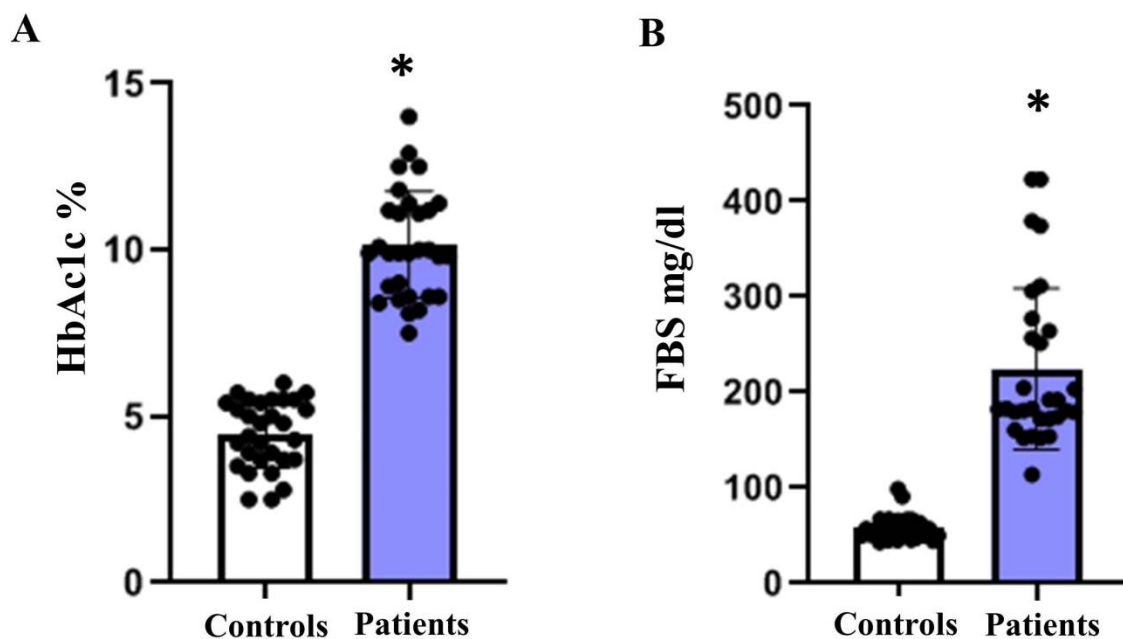 A
HbAc1c %
15
10
5
0
*
Controls Patients
B
FBS mg/dl
500
400
300
200
100
0
*
Controls Patients